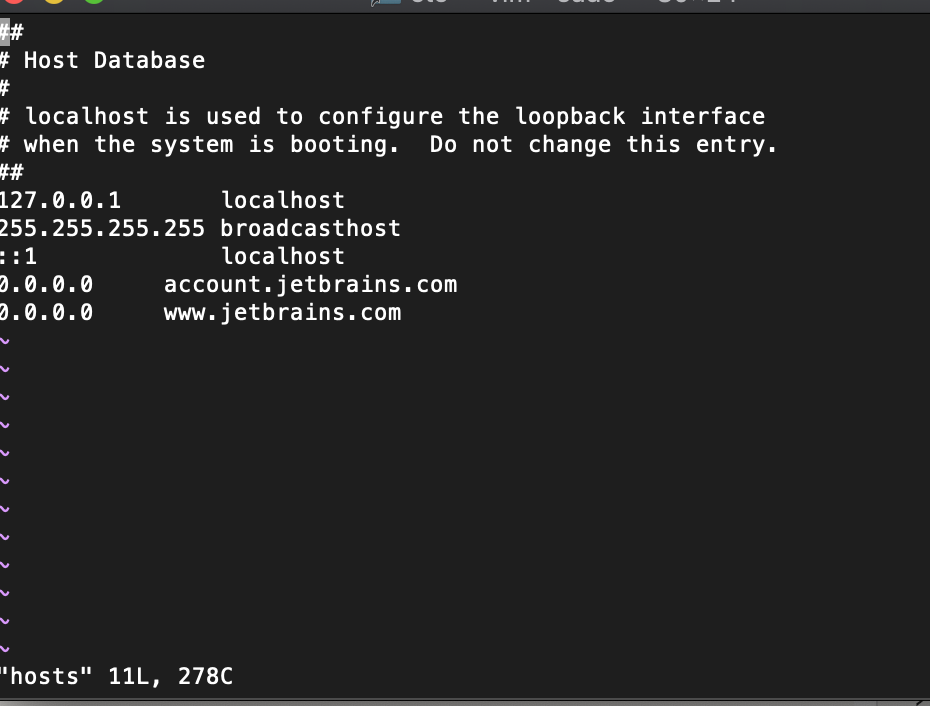 ##
# Host Database
#
# localhost is used to configure the loopback interface
# when the system is booting.  Do not change this entry.
##
127.0.0.1       localhost
255.255.255.255 broadcasthost
::1             localhost
0.0.0.0     account.jetbrains.com
0.0.0.0     www.jetbrains.com
~
~
~
~
~
~
~
~
~
~
~
~
"hosts" 11L, 278C